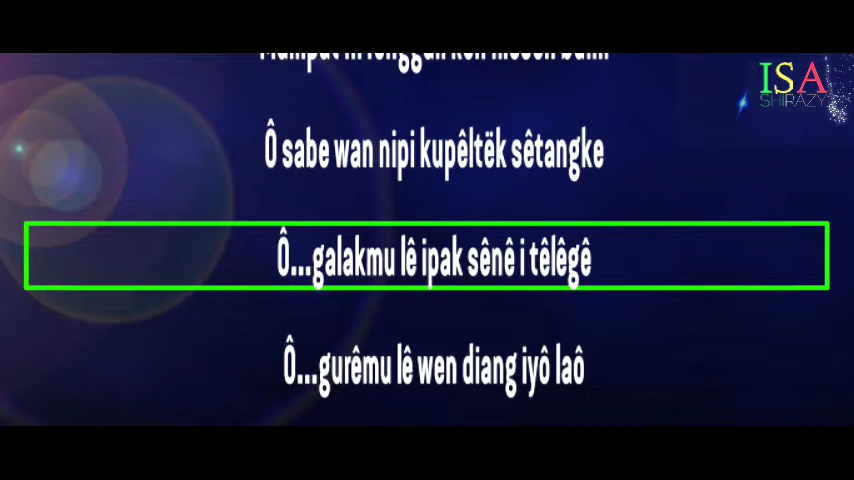 ISA
SHIRAZY
Ô sabe wan nipi kupêltëk sêtangke
Ô...galakmu lê ipak sênê i têlêgê
Ô...gurêmu lê wen diang iyô laô